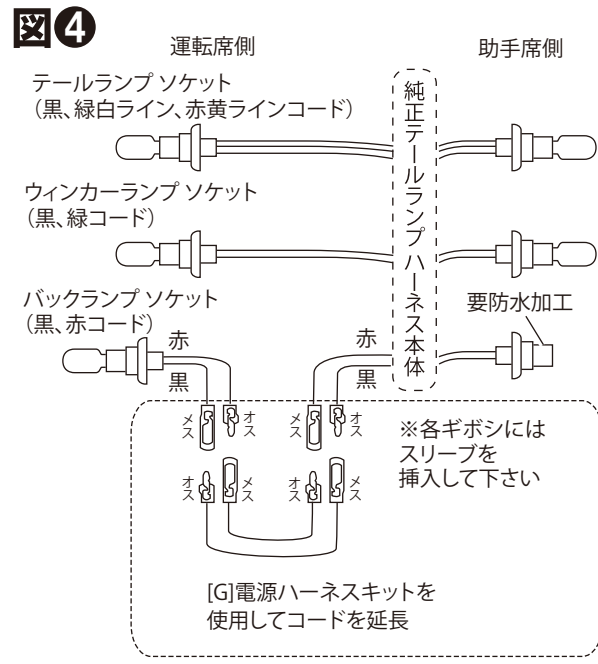 図❹
運転席側
助手席側
テールランプ ソケット
（黒、緑白ライン、赤黄ラインコード）
純正テールランプハーネス本体
ウィンカーランプ ソケット
（黒、緑コード）
バックランプ ソケット
（黒、赤コード）
要防水加工
赤
黒
赤
黒
メス
オス
メス
オス
※各ギボシには
スリーブを
挿入して下さい
オス
メス
オス
メス
[G]電源ハーネスキットを
使用してコードを延長